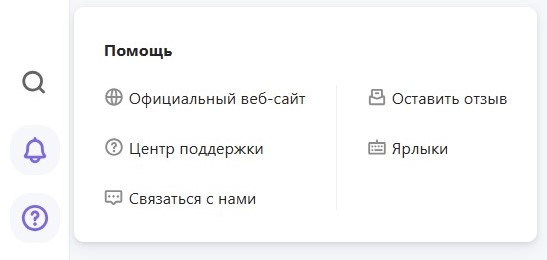 Помощь
Официальный веб-сайт
Центр поддержки
Связаться с нами
Оставить отзыв
Ярлыки